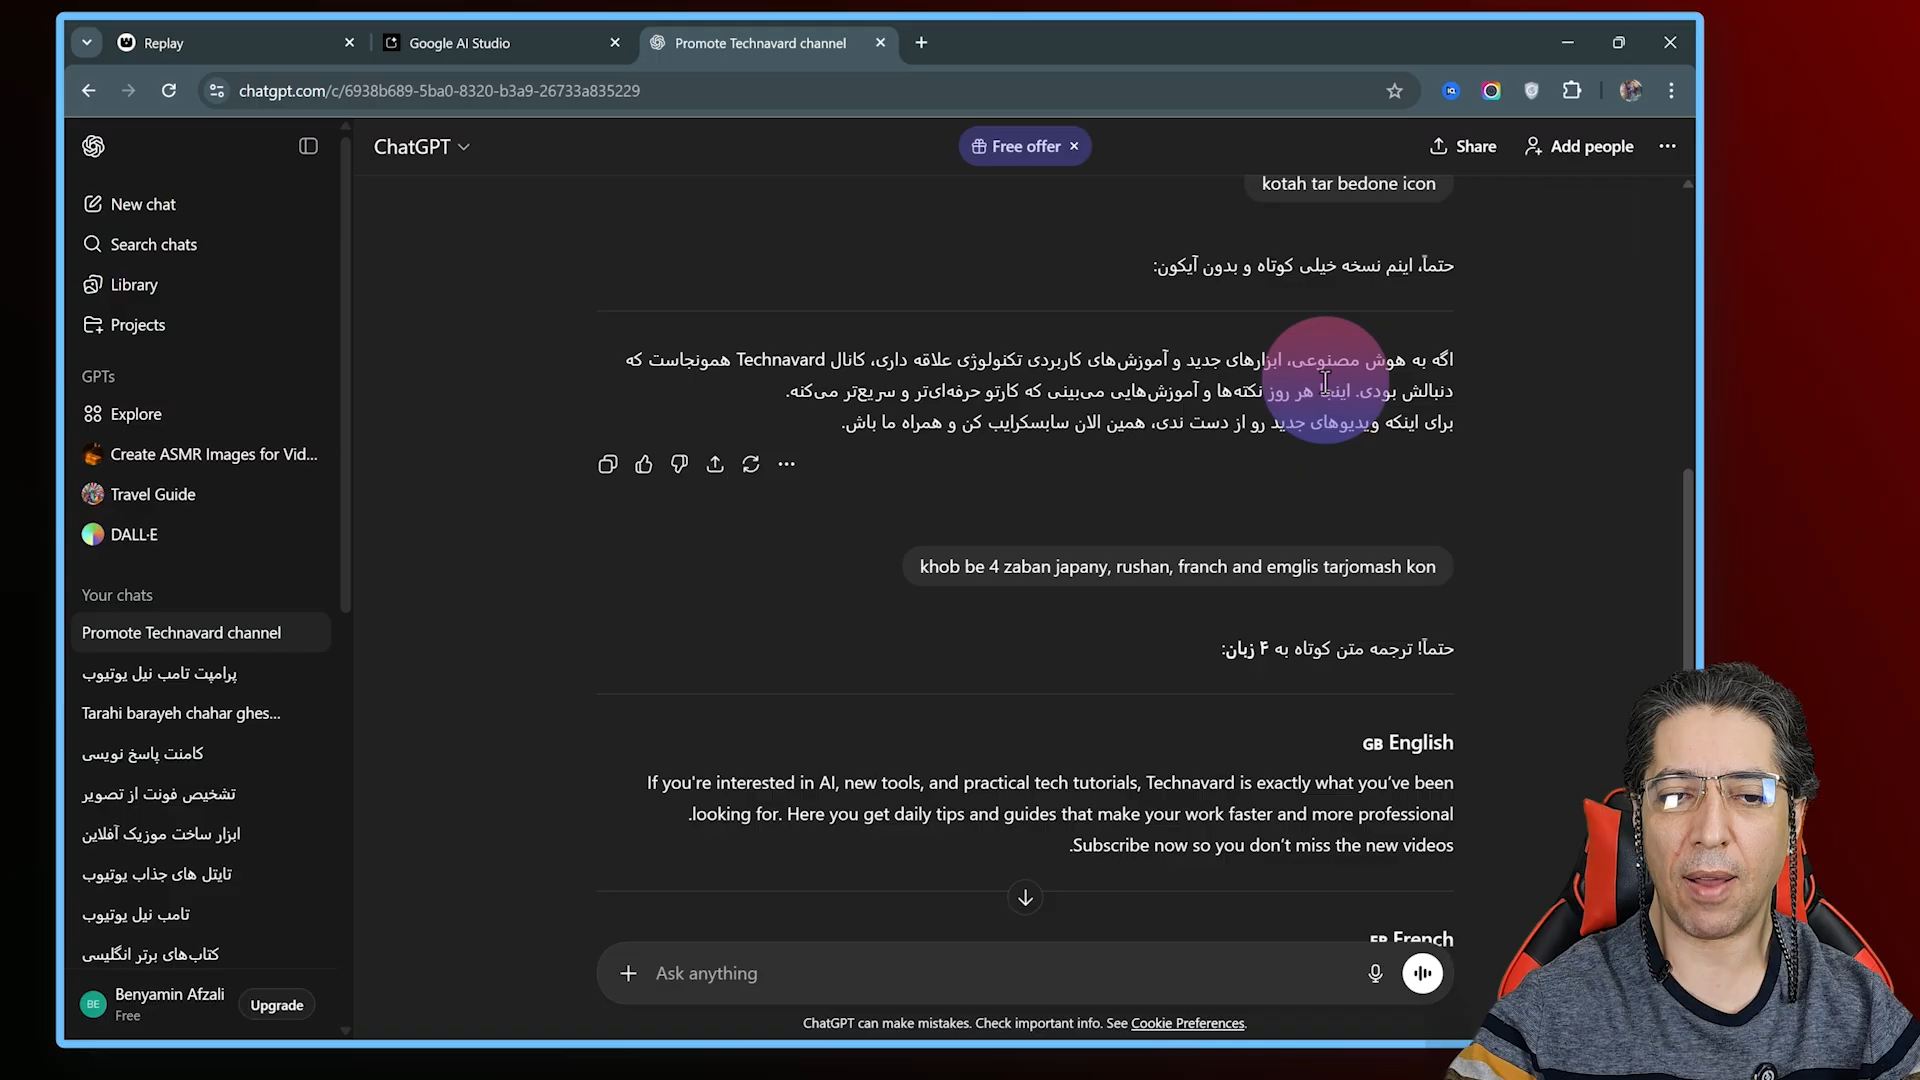 Replay
Google AI Studio
Promote Technavard channel
chatgpt.com/c/6938b689-5ba0-8320-b3a9-26733a835229
ChatGPT
Free offer
Share
Add people
New chat
Search chats
Library
Projects
GPTs
Explore
Create ASMR Images for Vid...
Travel Guide
DALL·E
Your chats
Promote Technavard channel
پرامپت تامب نیل یوتیوب
Tarahi barayeh chahar ghes...
کامنت پاسخ نویسی
تشخیص فونت از تصویر
ابزار ساخت موزیک آفلاین
تایتل های جذاب یوتیوب
تامب نیل یوتیوب
کتاب‌های برتر انگلیسی
BE
Benyamin Afzali
Free
Upgrade
kotah tar bedone icon
حتماً، اینم نسخه خیلی کوتاه و بدون آیکون:
اگه به هوش مصنوعی، ابزارهای جدید و آموزش‌های کاربردی تکنولوژی علاقه داری، کانال Technavard همونجاست که
دنبالش بودی. اینجا هر روز نکته‌ها و آموزش‌هایی می‌بینی که کارتو حرفه‌ای‌تر و سریع‌تر می‌کنه.
برای اینکه ویدیوهای جدید رو از دست ندی، همین الان سابسکرایب کن و همراه ما باش.
khob be 4 zaban japany, rushan, franch and emglis tarjomash kon
حتماً! ترجمه متن کوتاه به ۴ زبان:
GB English
If you're interested in AI, new tools, and practical tech tutorials, Technavard is exactly what you’ve been
.looking for. Here you get daily tips and guides that make your work faster and more professional
.Subscribe now so you don’t miss the new videos
FR French
Ask anything
ChatGPT can make mistakes. Check important info. See Cookie Preferences.